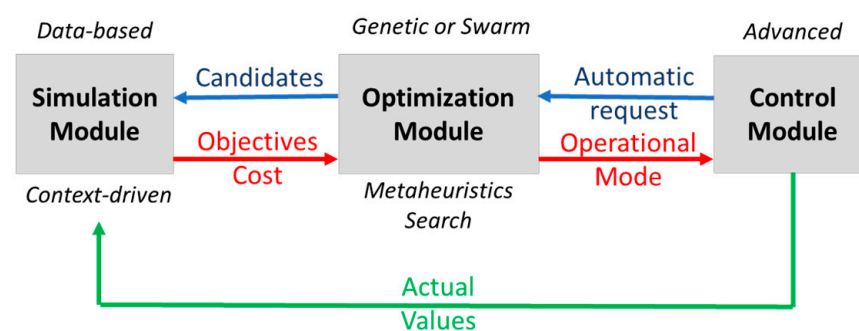 Data-based
Genetic or Swarm
Advanced
Simulation
Module
Candidates
Objectives
Cost
Optimization
Module
Automatic
request
Operational
Mode
Control
Module
Context-driven
Metaheuristics
Search
Actual
Values